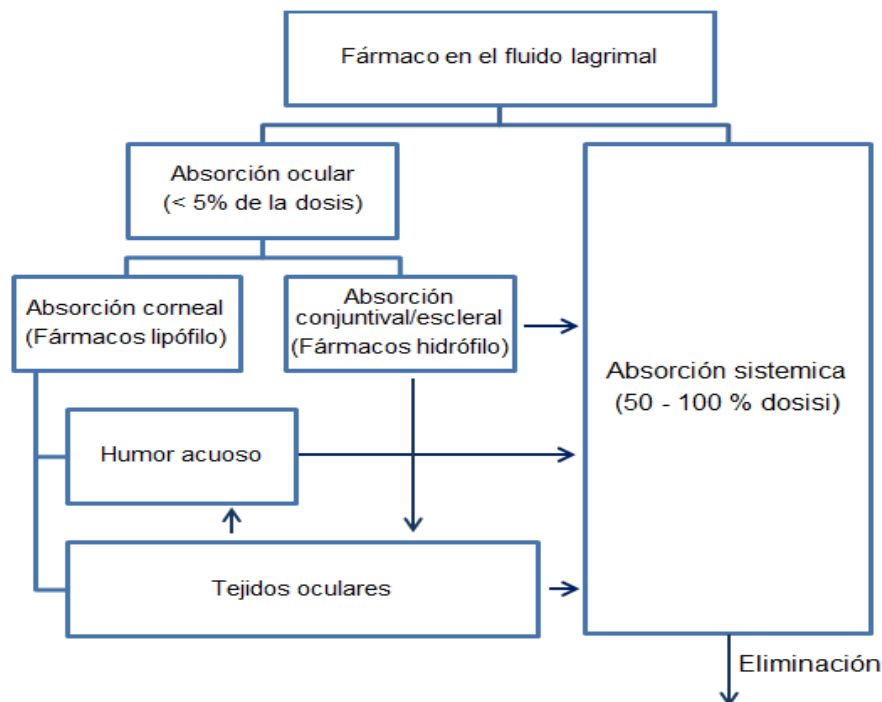 Fármaco en el fluido lagrimal
Absorción ocular
(< 5% de la dosis)
Absorción corneal
(Fármacos lipófilo)
Absorción
conjuntival/escleral
(Fármacos hidrófilo)
Absorción sistemica
(50 - 100 % dosisi)
Humor acuoso
Tejidos oculares
Eliminación